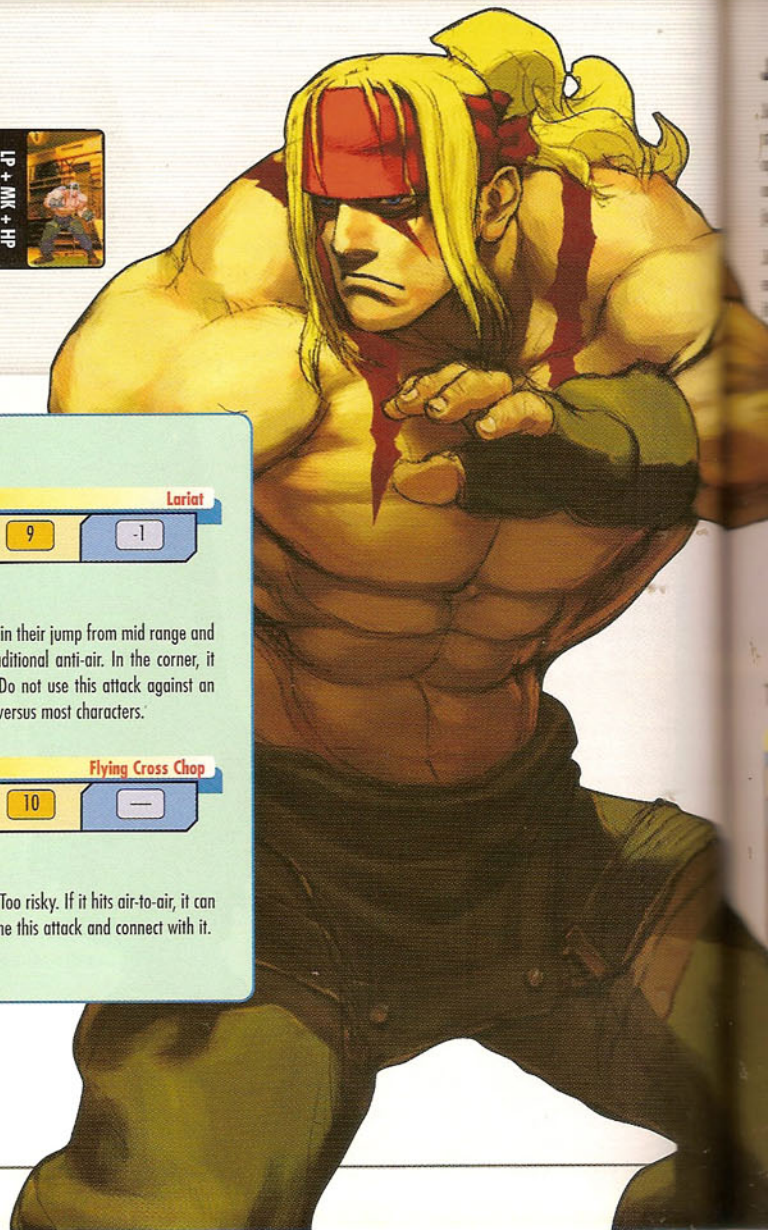 LP + MK + HP
Lariat
9 -1
in their jump from mid range and
ditional anti-air. In the corner, it
Do not use this attack against an
versus most characters.
Flying Cross Chop
10 —
Too risky. If it hits air-to-air, it can
ne this attack and connect with it.